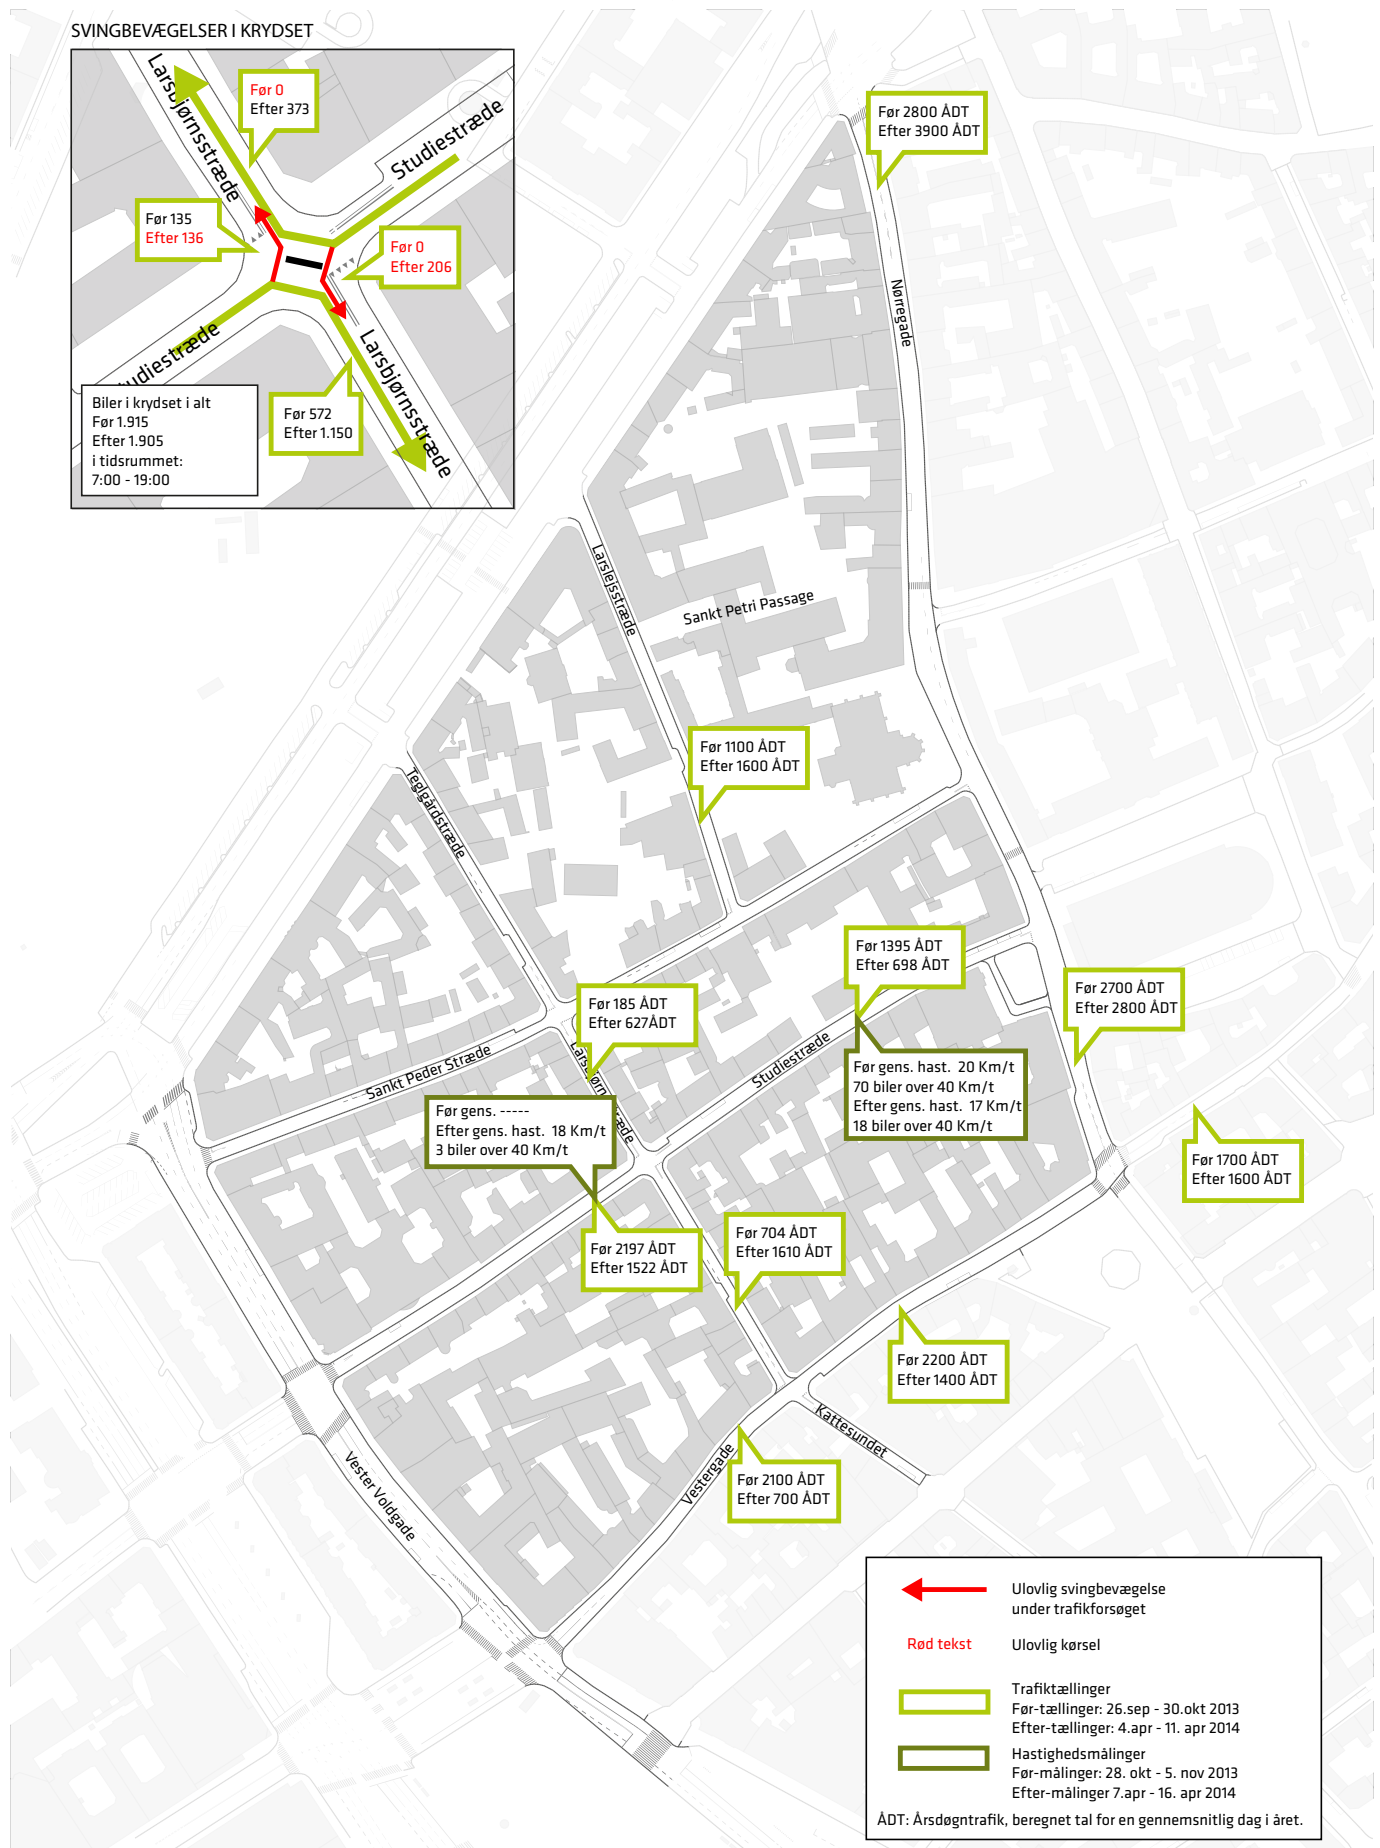 SVINGBEVÆGELSER I KRYDSET
Larsbjørnsstræde
Før 0
Efter 373
Studiestræde
Før 135
Efter 136
Før 0
Efter 206
Studiestræde
Larsbjørnsstræde
Biler i krydset i alt
Før 1.915
Efter 1.905
i tidsrummet:
7:00 - 19:00
Før 572
Efter 1.150
Før 2800 ÅDT
Efter 3900 ÅDT
Nørregade
Larslejsstræde
Sankt Petri Passage
Før 1100 ÅDT
Efter 1600 ÅDT
Teglgårdstræde
Før 1395 ÅDT
Efter 698 ÅDT
Før 185 ÅDT
Efter 627ÅDT
Før 2700 ÅDT
Efter 2800 ÅDT
Sankt Peder Stræde
Larsbjørnsstræde
Studiestræde
Før gens. hast. 20 Km/t
70 biler over 40 Km/t
Efter gens. hast. 17 Km/t
18 biler over 40 Km/t
Før gens. -----
Efter gens. hast. 18 Km/t
3 biler over 40 Km/t
Før 1700 ÅDT
Efter 1600 ÅDT
Før 2197 ÅDT
Efter 1522 ÅDT
Før 704 ÅDT
Efter 1610 ÅDT
Før 2200 ÅDT
Efter 1400 ÅDT
Kattesundet
Vester Voldgade
Vestergade
Før 2100 ÅDT
Efter 700 ÅDT
Ulovlig svingbevægelse
under trafikforsøget
Rød tekst Ulovlig kørsel
Trafiktællinger
Før-tællinger: 26.sep - 30.okt 2013
Efter-tællinger: 4.apr - 11. apr 2014
Hastighedsmålinger
Før-målinger: 28. okt - 5. nov 2013
Efter-målinger 7.apr - 16. apr 2014
ÅDT: Årsdøgntrafik, beregnet tal for en gennemsnitlig dag i året.